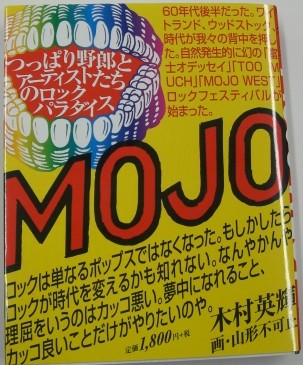 60年代後半だった。ワイ
トランド、ウッドストック
時代が我々の背中を押し
た。自然発生的に幻の「富
士オデッセイ」「TOO M
UCH」「MOJO WEST」
ロックフェスティバルが
始まった。
つっぱり野郎と
アーティストたち
のロック
パラダイス
MOJO
ロックは単なるポップスではなくなった。もしかしたら
ロックが時代を変えるかも知れない。なんやかんや、
理屈をいうのはカッコ悪い。夢中になれること、
カッコ良いことだけがやりたいのや。
木村英輝
画・山形不可止
定価1,800円+税